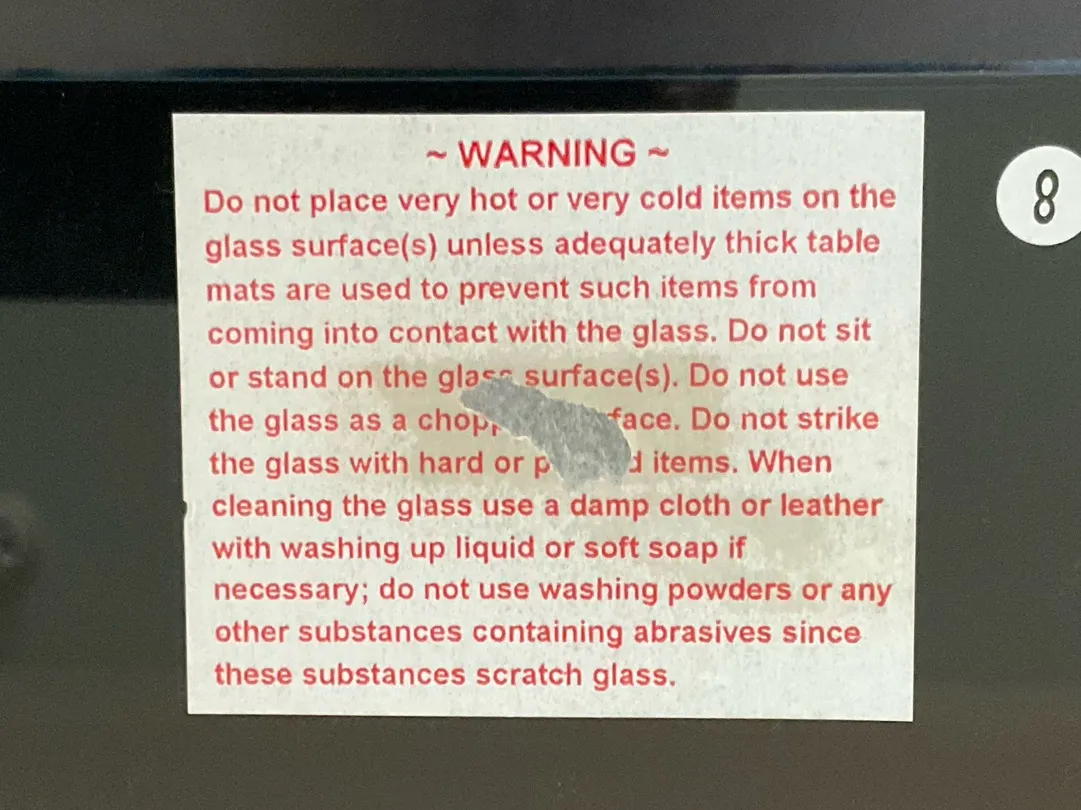 ~ WARNING ~
Do not place very hot or very cold items on the
glass surface(s) unless adequately thick table
mats are used to prevent such items from
coming into contact with the glass. Do not sit
or stand on the glass surface(s). Do not use
the glass as a face. Do not strike
the glass with hard or items. When
cleaning the glass use a damp cloth or leather
with washing up liquid or soft soap if
necessary; do not use washing powders or any
other substances containing abrasives since
these substances scratch glass.
8